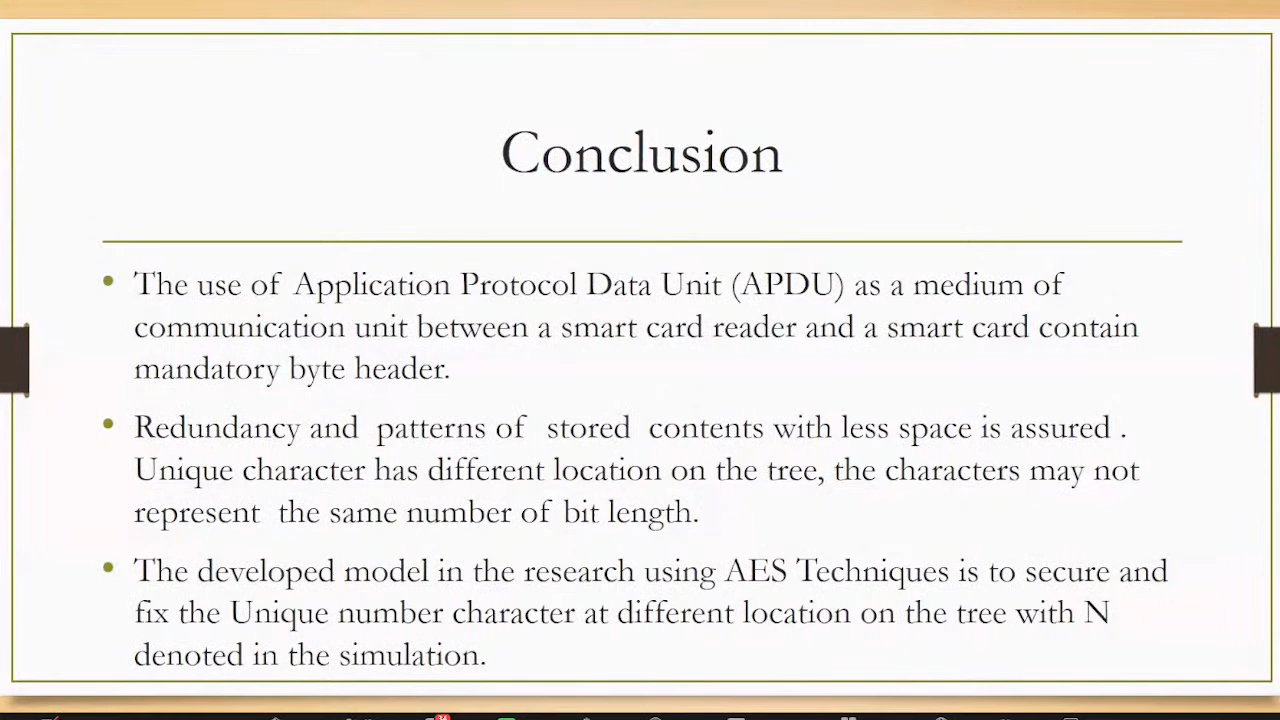 Conclusion
• The use of Application Protocol Data Unit (APDU) as a medium of
communication unit between a smart card reader and a smart card contain
mandatory byte header.
• Redundancy and patterns of stored contents with less space is assured .
Unique character has different location on the tree, the characters may not
represent the same number of bit length.
• The developed model in the research using AES Techniques is to secure and
fix the Unique number character at different location on the tree with N
denoted in the simulation.